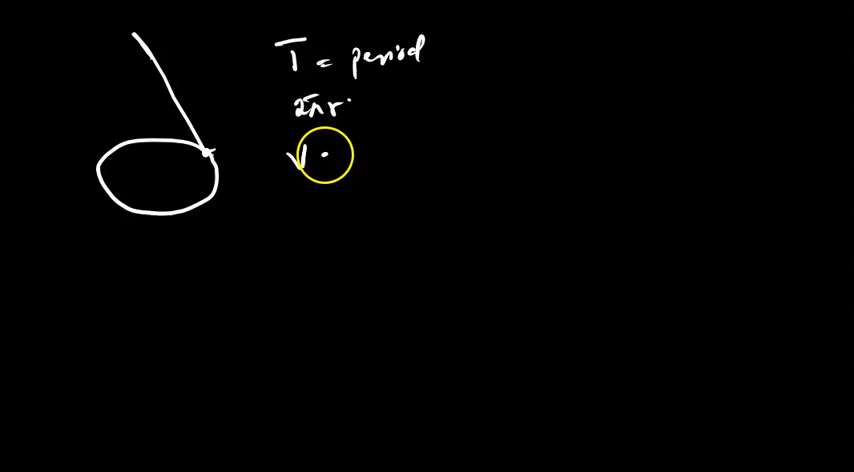 T = period
2πr
V